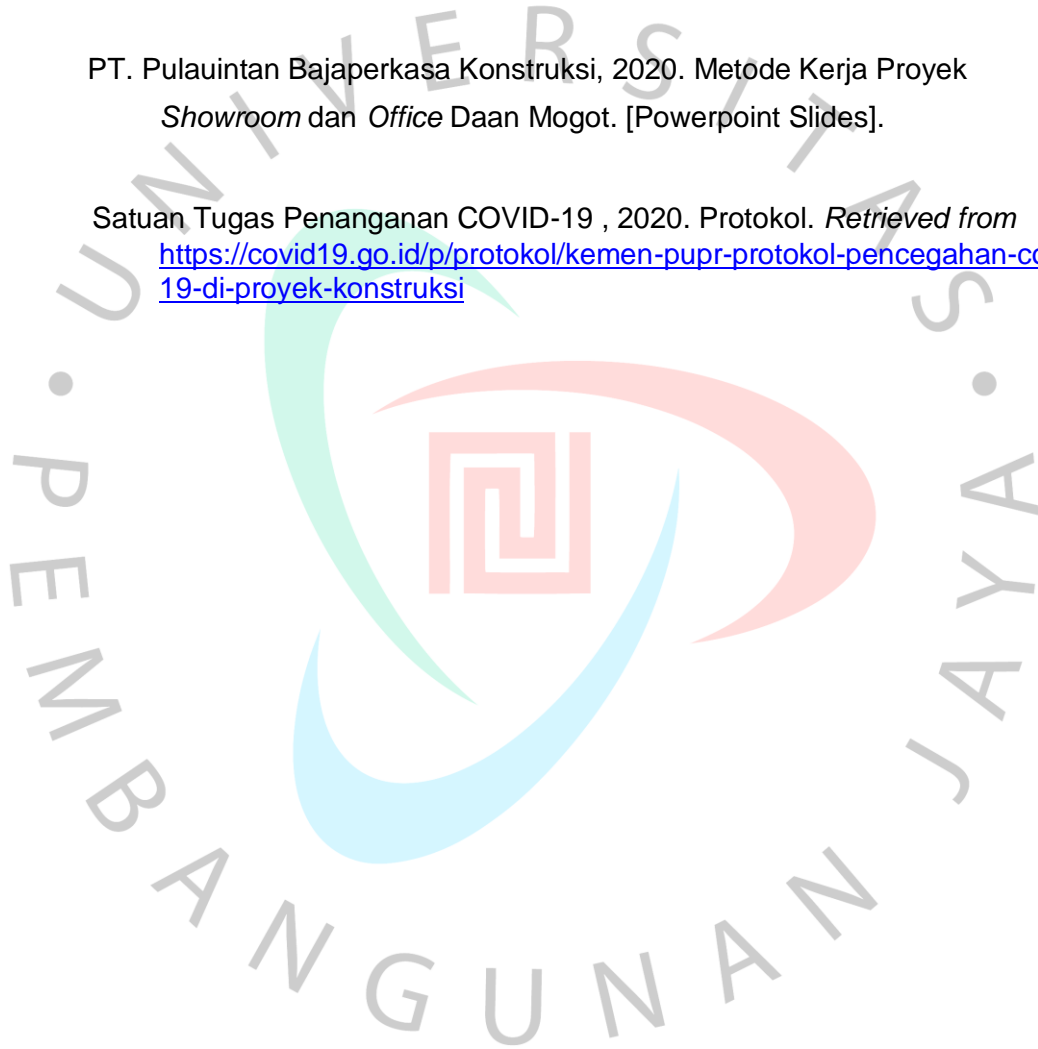 PT. Pulauintan Bajaperkasa Konstruksi, 2020. Metode Kerja Proyek
Showroom dan Office Daan Mogot. [Powerpoint Slides].
Satuan Tugas Penanganan COVID-19 , 2020. Protokol. Retrieved from
https://covid19.go.id/p/protokol/kemen-pupr-protokol-pencegahan-co
19-di-proyek-konstruksi
UNIVERSITAS • PEMBANGUNAN JAYA •